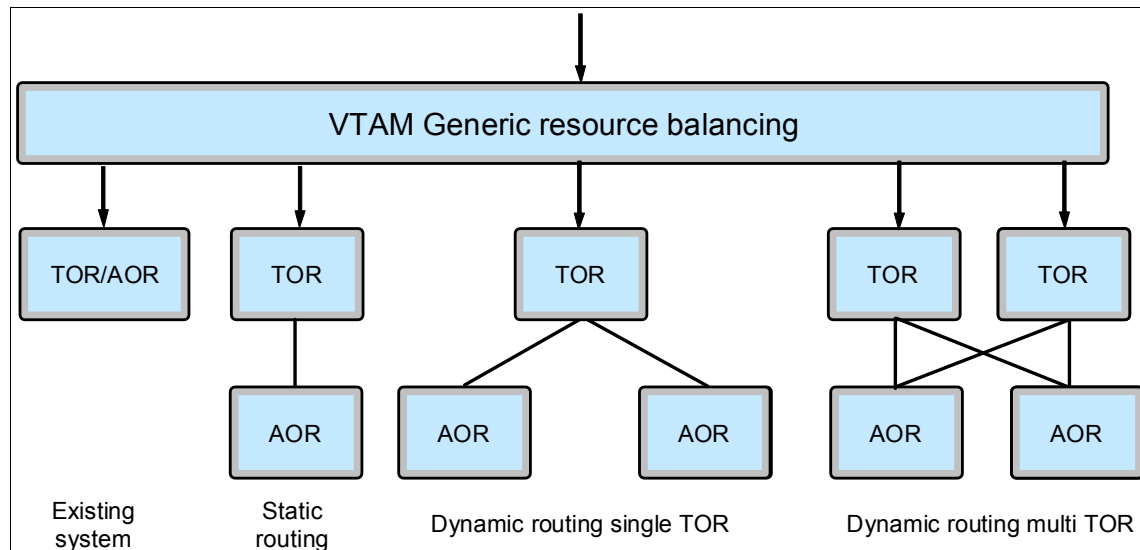 VTAM Generic resource balancing
TOR/AOR
TOR
TOR
TOR
TOR
AOR
AOR
AOR
AOR
AOR
Existing
system
Static
routing
Dynamic routing single TOR
Dynamic routing multi TOR